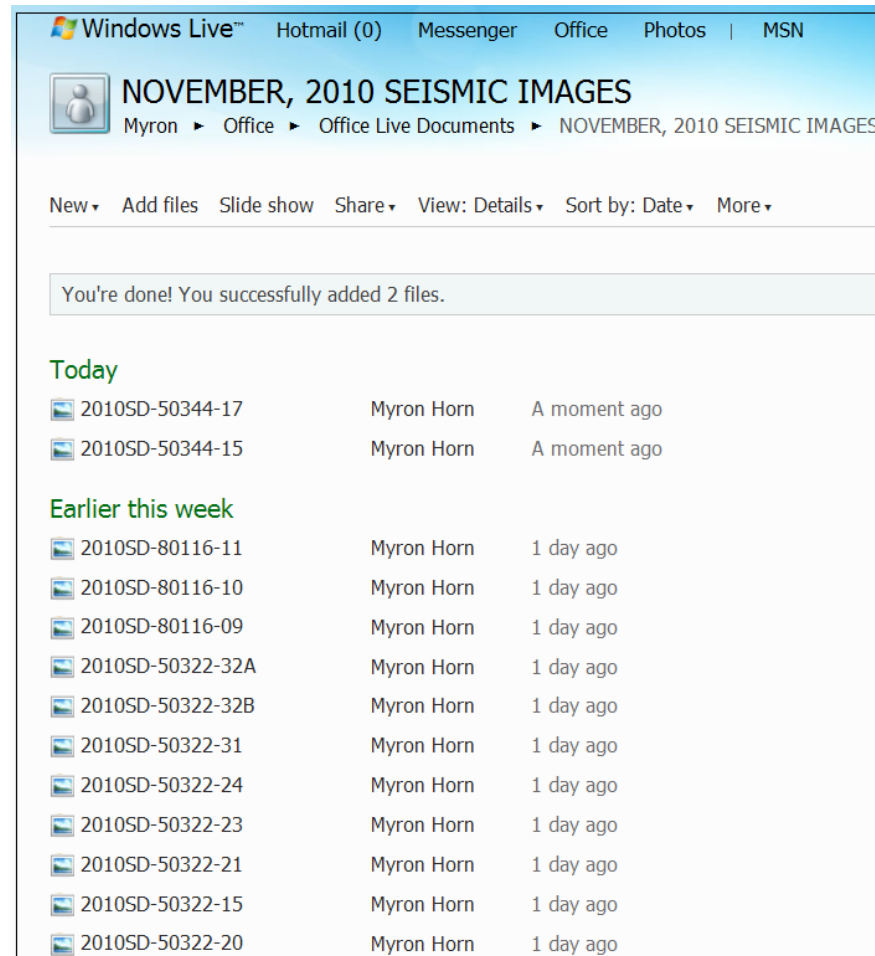 Windows Live™ Hotmail (0) Messenger Office Photos | MSN
NOVEMBER, 2010 SEISMIC IMAGES
Myron ► Office ► Office Live Documents ► NOVEMBER, 2010 SEISMIC IMAGES
New ▾ Add files Slide show Share ▾ View: Details ▾ Sort by: Date ▾ More ▾
You're done! You successfully added 2 files.
Today
2010SD-50344-17 Myron Horn A moment ago
2010SD-50344-15 Myron Horn A moment ago
Earlier this week
2010SD-80116-11 Myron Horn 1 day ago
2010SD-80116-10 Myron Horn 1 day ago
2010SD-80116-09 Myron Horn 1 day ago
2010SD-50322-32A Myron Horn 1 day ago
2010SD-50322-32B Myron Horn 1 day ago
2010SD-50322-31 Myron Horn 1 day ago
2010SD-50322-24 Myron Horn 1 day ago
2010SD-50322-23 Myron Horn 1 day ago
2010SD-50322-21 Myron Horn 1 day ago
2010SD-50322-15 Myron Horn 1 day ago
2010SD-50322-20 Myron Horn 1 day ago